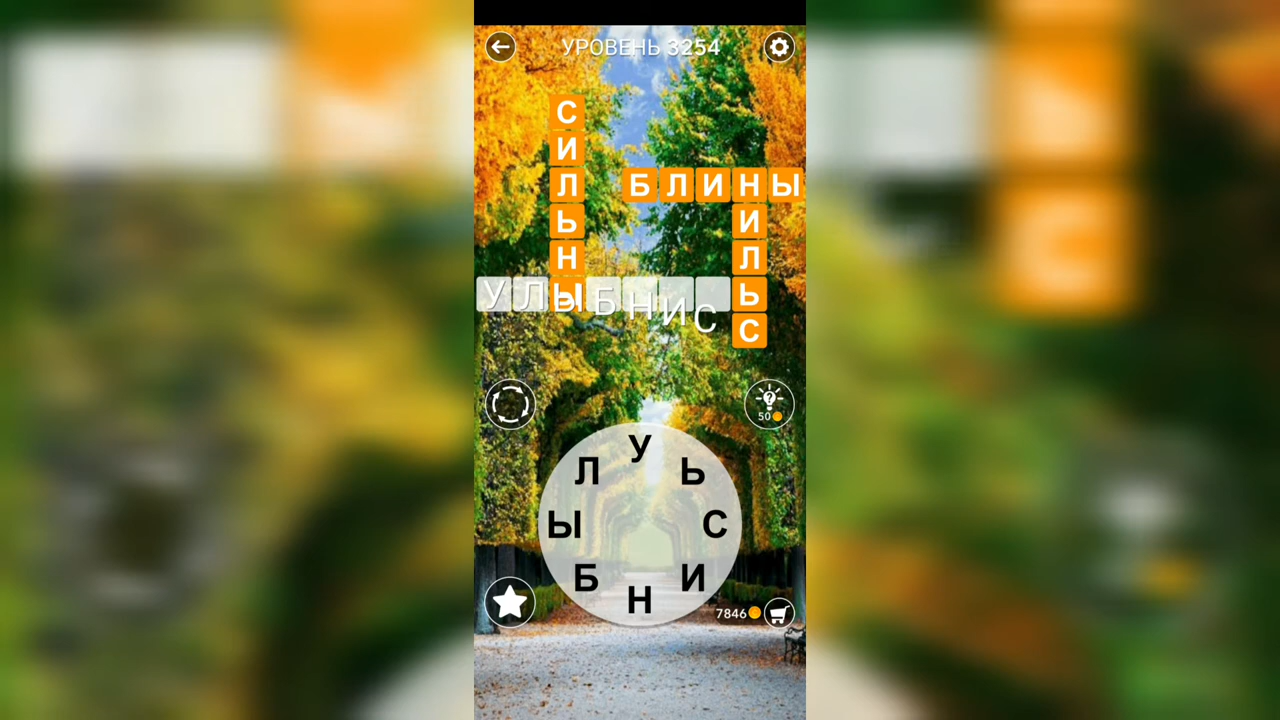 УРОВЕНЬ 3254
С
И
Л
БЛИНЫ
Ь
И
Н
Л
УЛЫБНИС
Ь
С
50
У
Л
Ь
Ы
С
Б
И
Н
7846